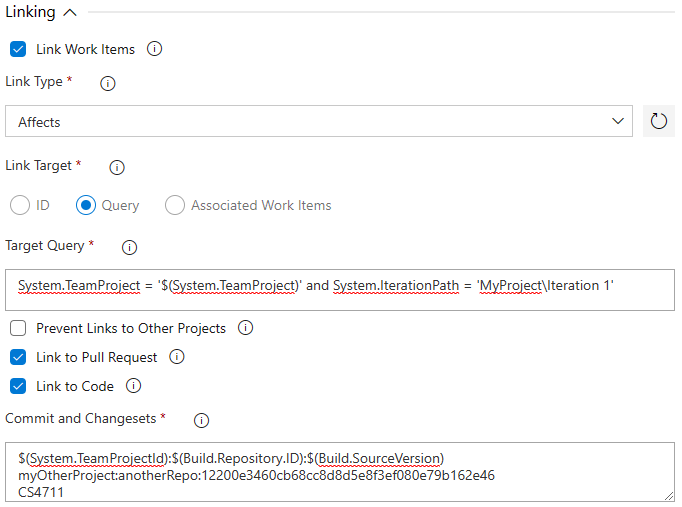 Linking
Link Work Items
Link Type *
Affects
Link Target *
ID Query Associated Work Items
Target Query *
System.TeamProject = '$(System.TeamProject)' and System.IterationPath = 'MyProject\Iteration 1'
Prevent Links to Other Projects
Link to Pull Request
Link to Code
Commit and Changesets *
$(System.TeamProjectId):$(Build.Repository.ID):$(Build.SourceVersion)
myOtherProject:anotherRepo:12200e3460cb68cc8d8d5e8f3ef080e79b162e46
CS4711